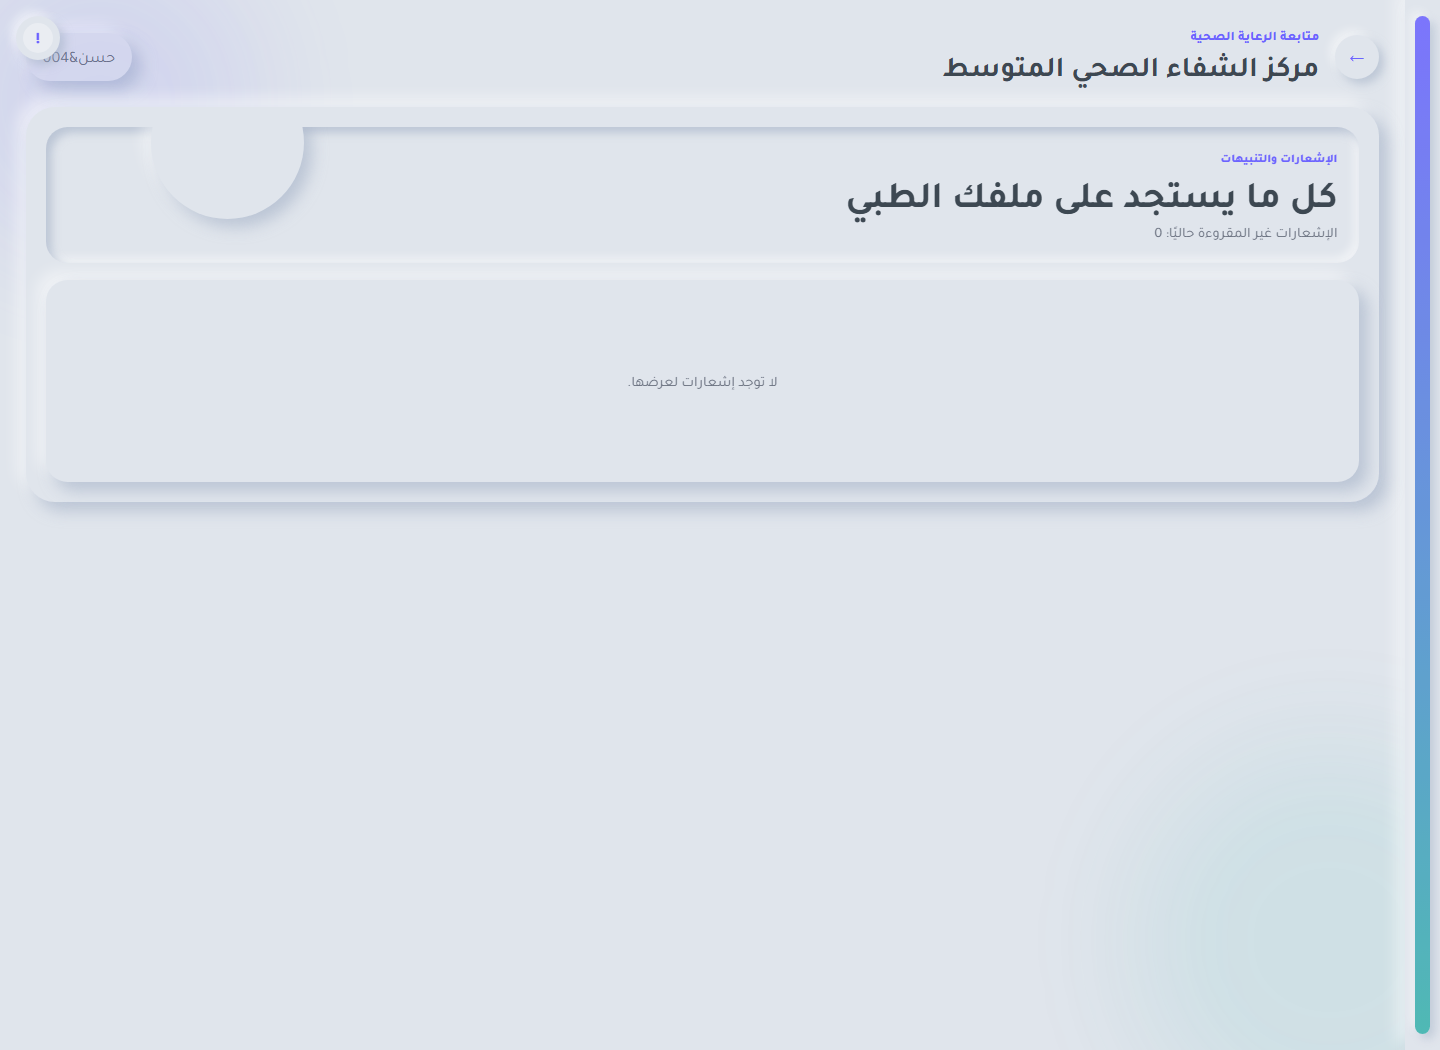 ←
متابعة الرعاية الصحية
مركز الشفاء الصحي المتوسط
حسن&004
!
الإشعارات والتنبيهات
كل ما يستجد على ملفك الطبي
الإشعارات غير المقروءة حاليًا: 0
لا توجد إشعارات لعرضها.